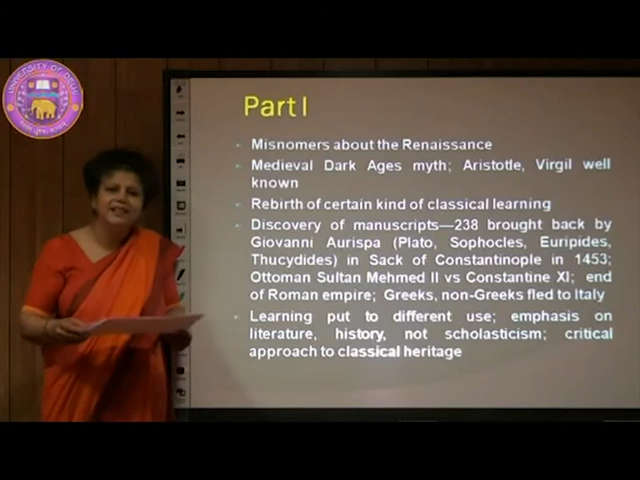 UNIVERSITY OF DELHI
Part I
Misnomers about the Renaissance
Medieval Dark Ages myth; Aristotle, Virgil well
known
Rebirth of certain kind of classical learning
Discovery of manuscripts—238 brought back by
Giovanni Aurispa (Plato, Sophocles, Euripides,
Thucydides) in Sack of Constantinople in 1453;
Ottoman Sultan Mehmed II vs Constantine XI; end
of Roman empire; Greeks, non-Greeks fled to Italy
Learning put to different use; emphasis on
literature, history, not scholasticism; critical
approach to classical heritage